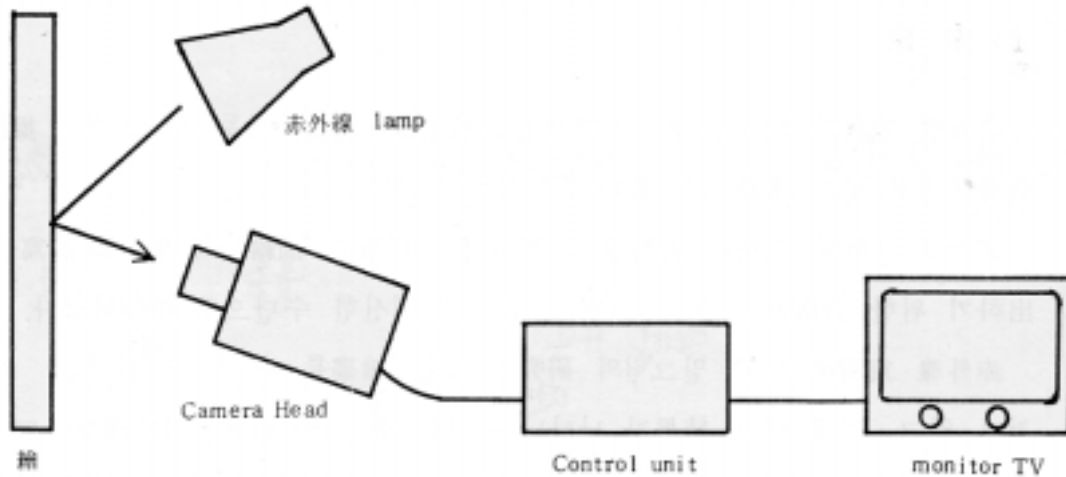 赤外線 lamp
Camera Head
Control unit
monitor TV